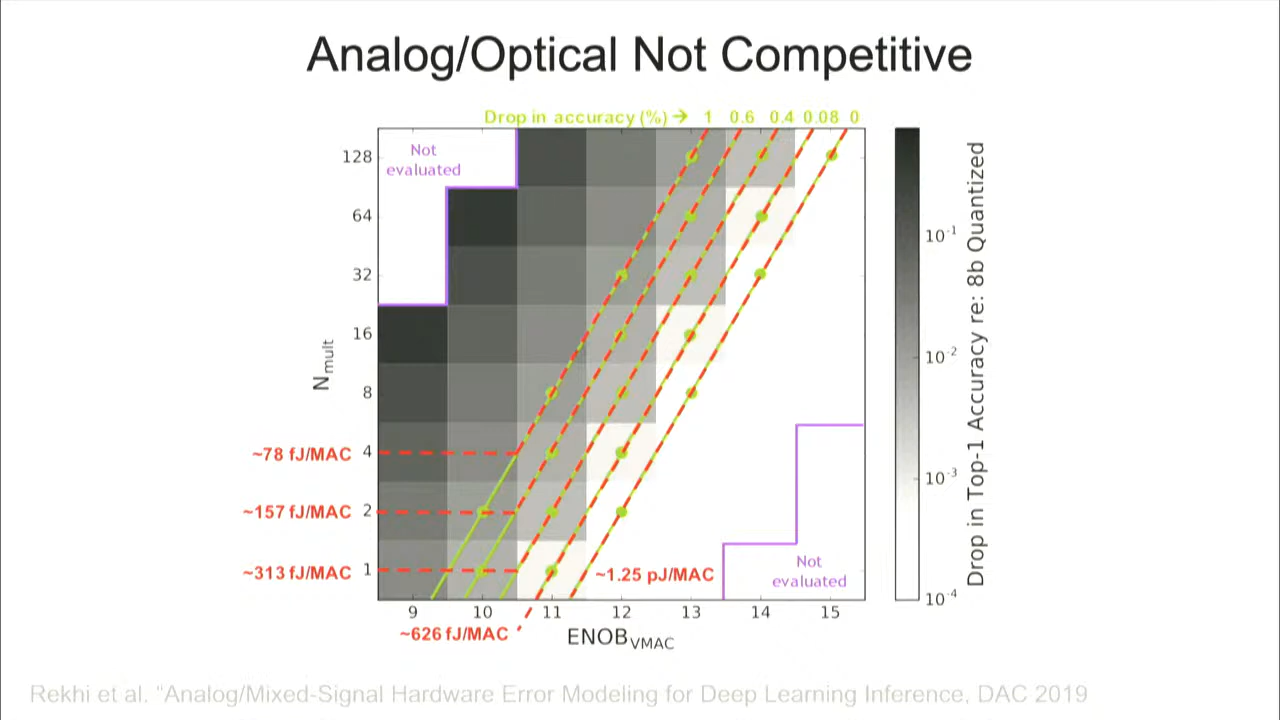 Analog/Optical Not Competitive
Drop in accuracy (%) → 1 0.6 0.4 0.08 0
Not
evaluated
128
64
32
16
8
~78 fJ/MAC 4
~157 fJ/MAC 2
~313 fJ/MAC 1
N mult
~1.25 pJ/MAC
Not
evaluated
9 10 11 12 13 14 15
~626 fJ/MAC
ENOB VMAC
10-1
10-2
10-3
10-4
Drop in Top-1 Accuracy re: 8b Quantized
Rekhi et al. "Analog/Mixed-Signal Hardware Error Modeling for Deep Learning Inference, DAC 2019